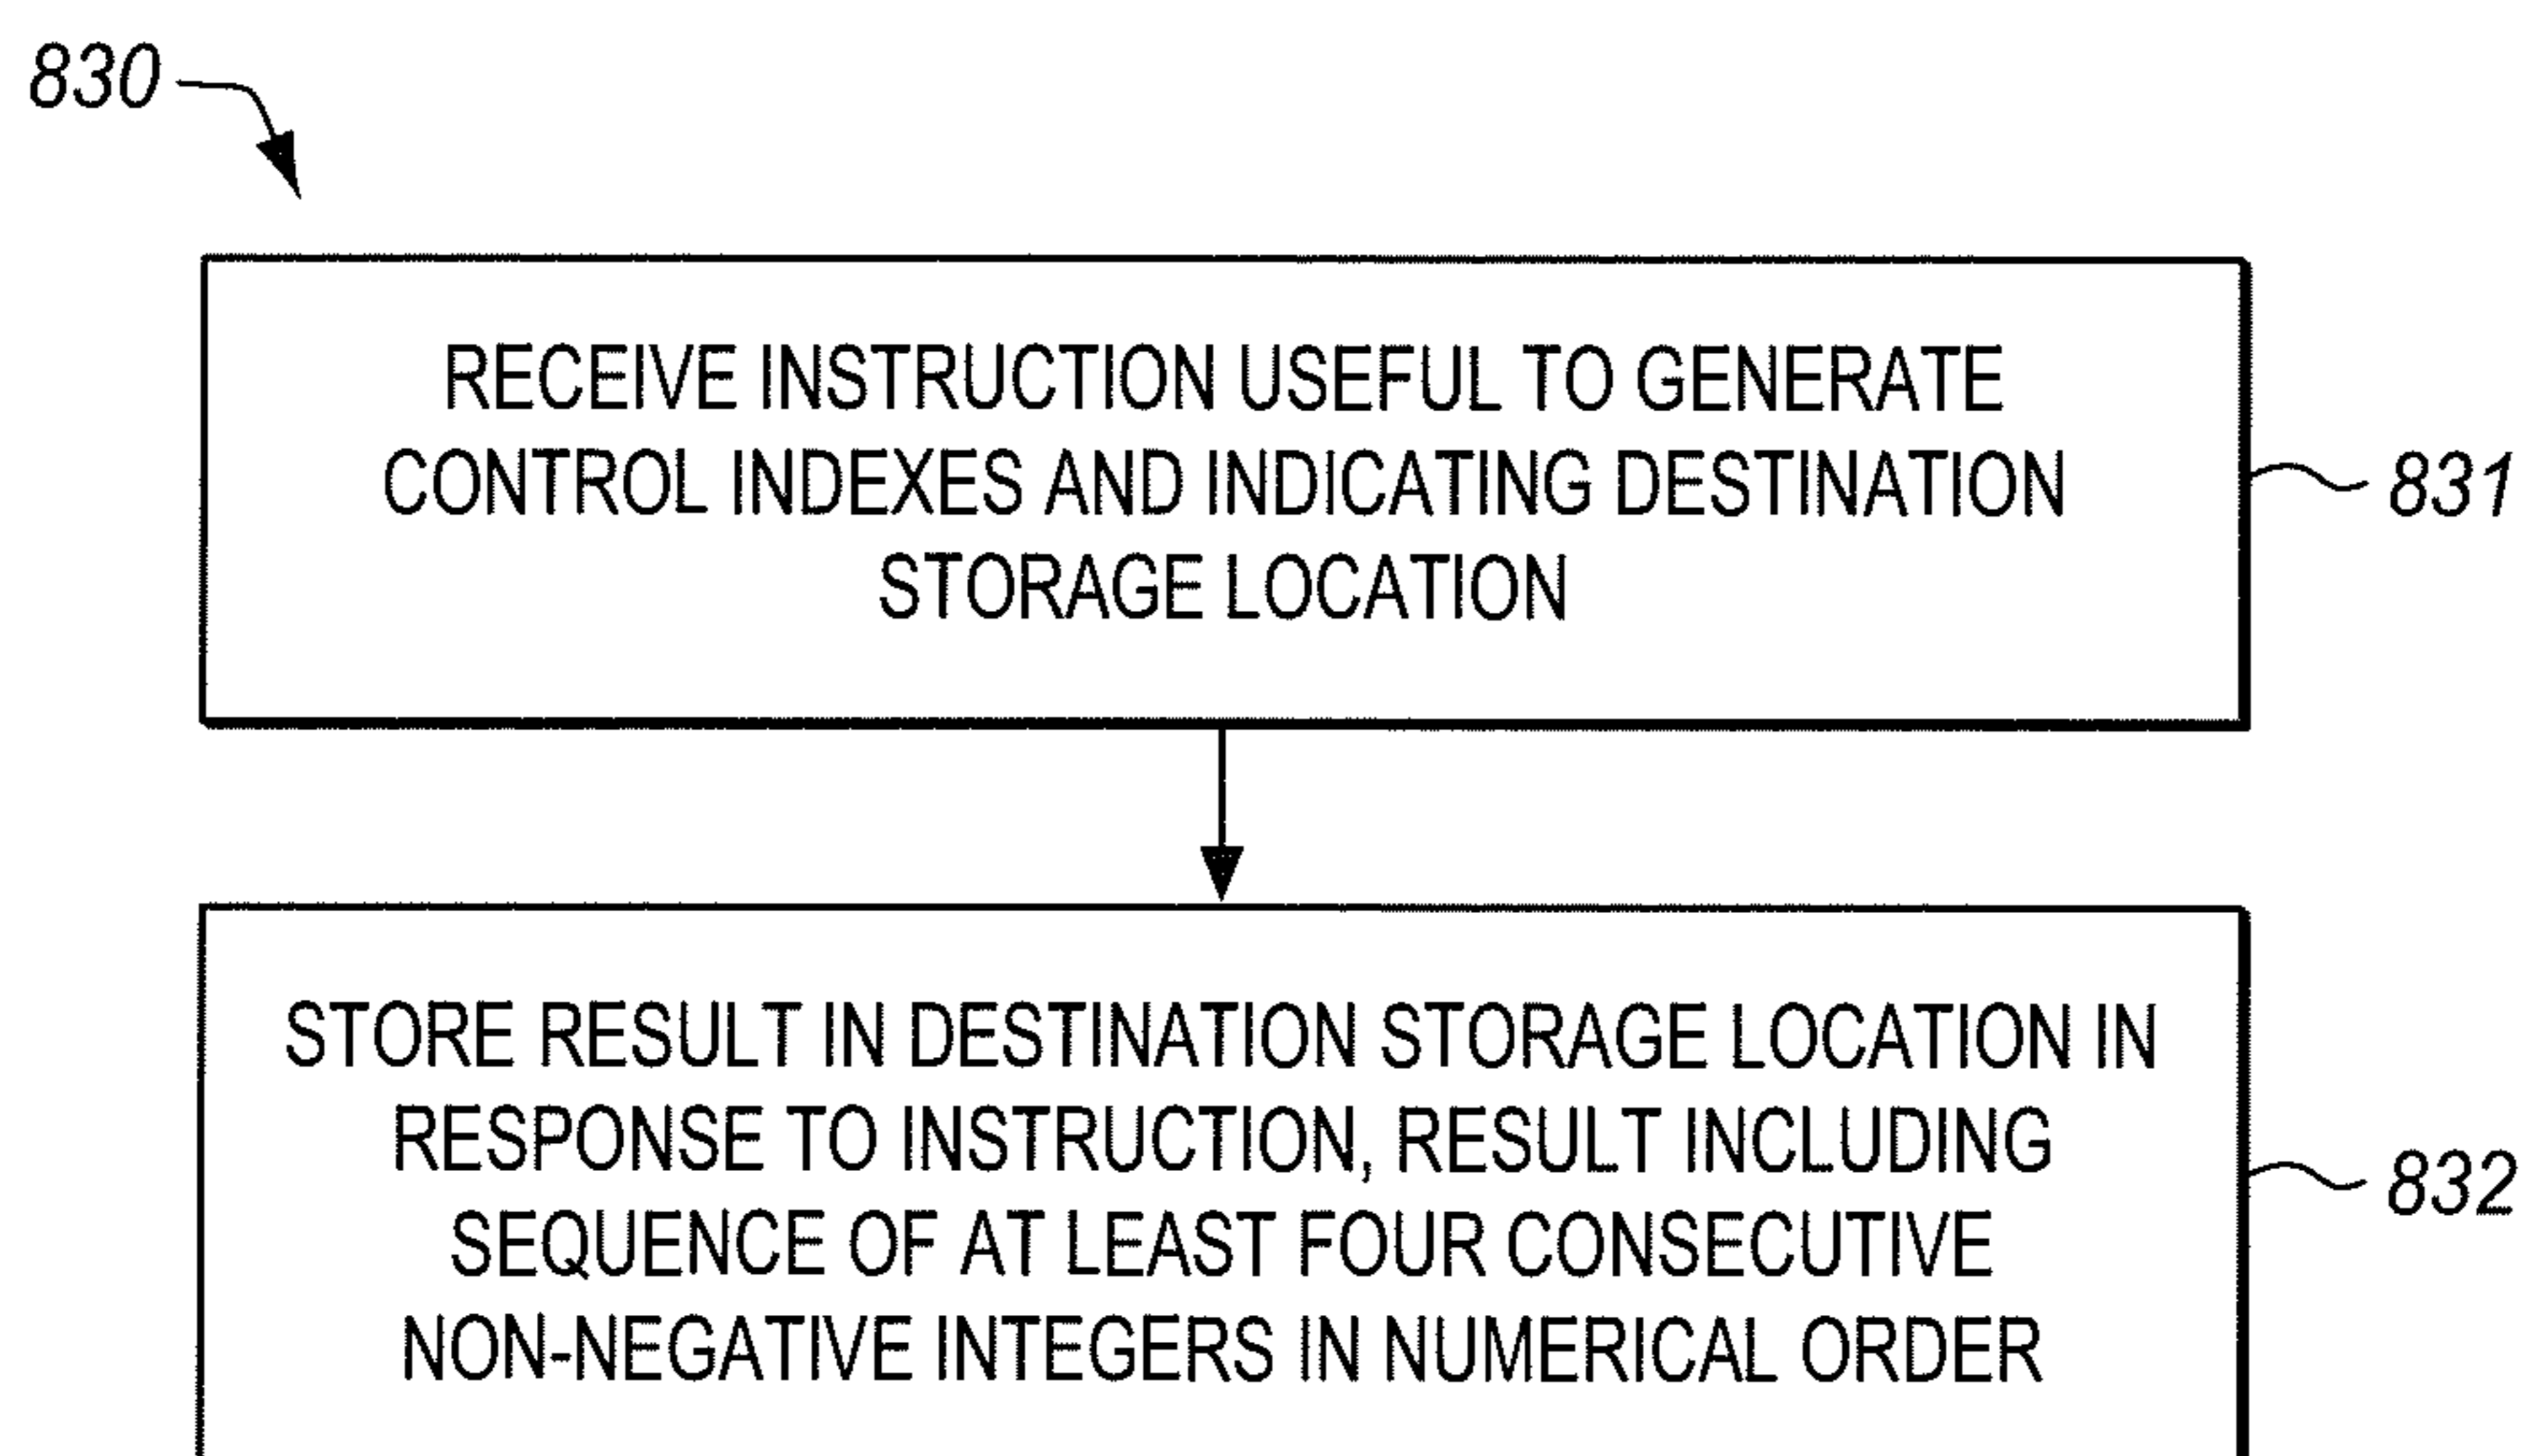 830
RECEIVE INSTRUCTION USEFUL TO GENERATE
CONTROL INDEXES AND INDICATING DESTINATION
STORAGE LOCATION
831
STORE RESULT IN DESTINATION STORAGE LOCATION IN
RESPONSE TO INSTRUCTION, RESULT INCLUDING
SEQUENCE OF AT LEAST FOUR CONSECUTIVE
NON-NEGATIVE INTEGERS IN NUMERICAL ORDER
832